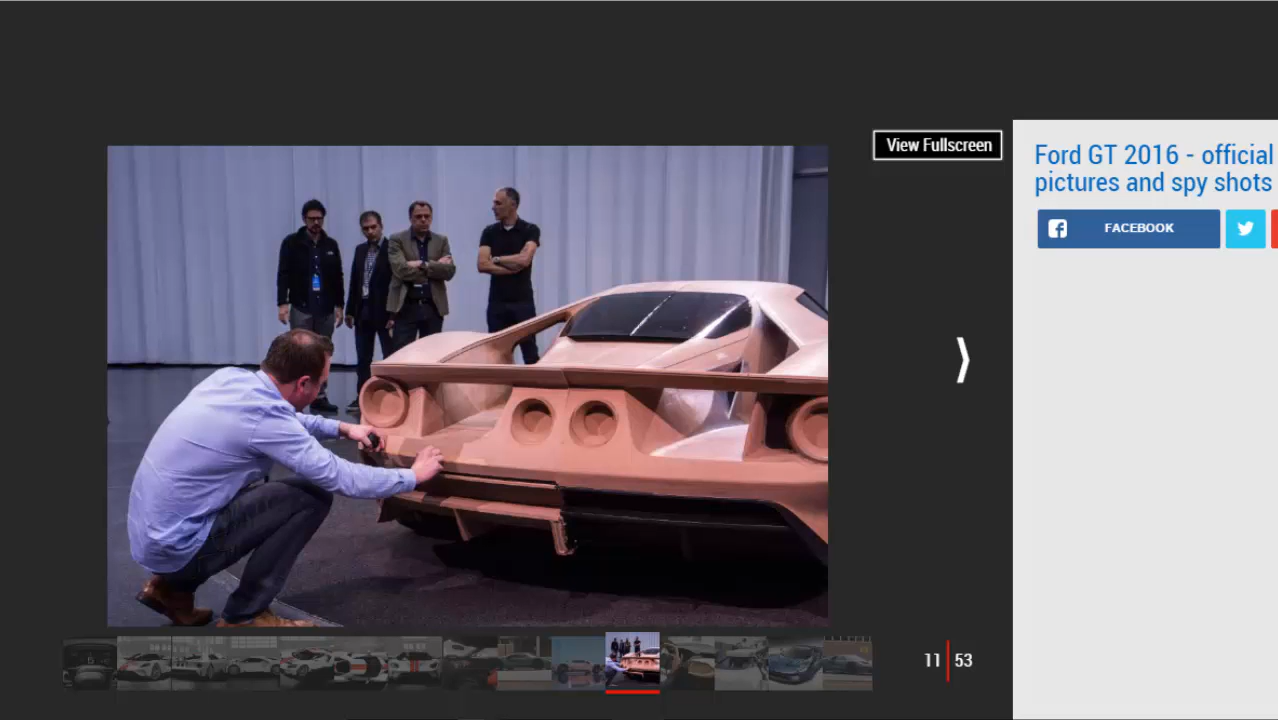 View Fullscreen
Ford GT 2016 - official
pictures and spy shots
FACEBOOK
11 53